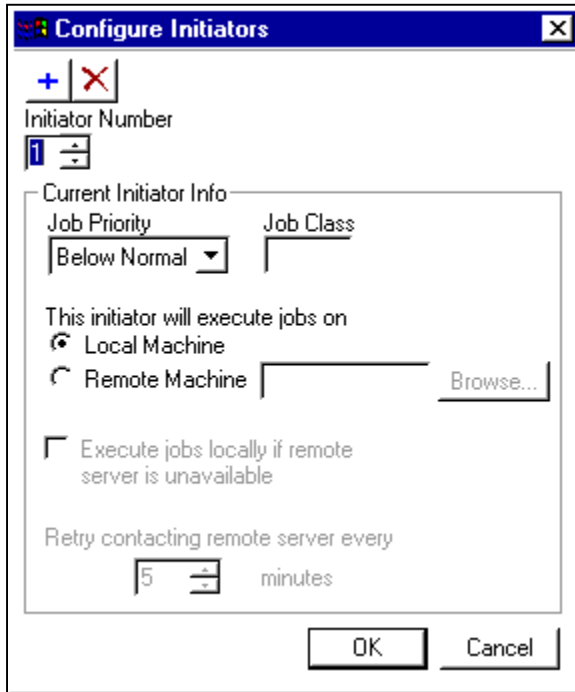 Configure Initiators
Initiator Number
1
Current Initiator Info
Job Priority Job Class
Below Normal
This initiator will execute jobs on
Local Machine
Remote Machine Browse...
Execute jobs locally if remote
server is unavailable
Retry contacting remote server every
5 minutes
OK Cancel